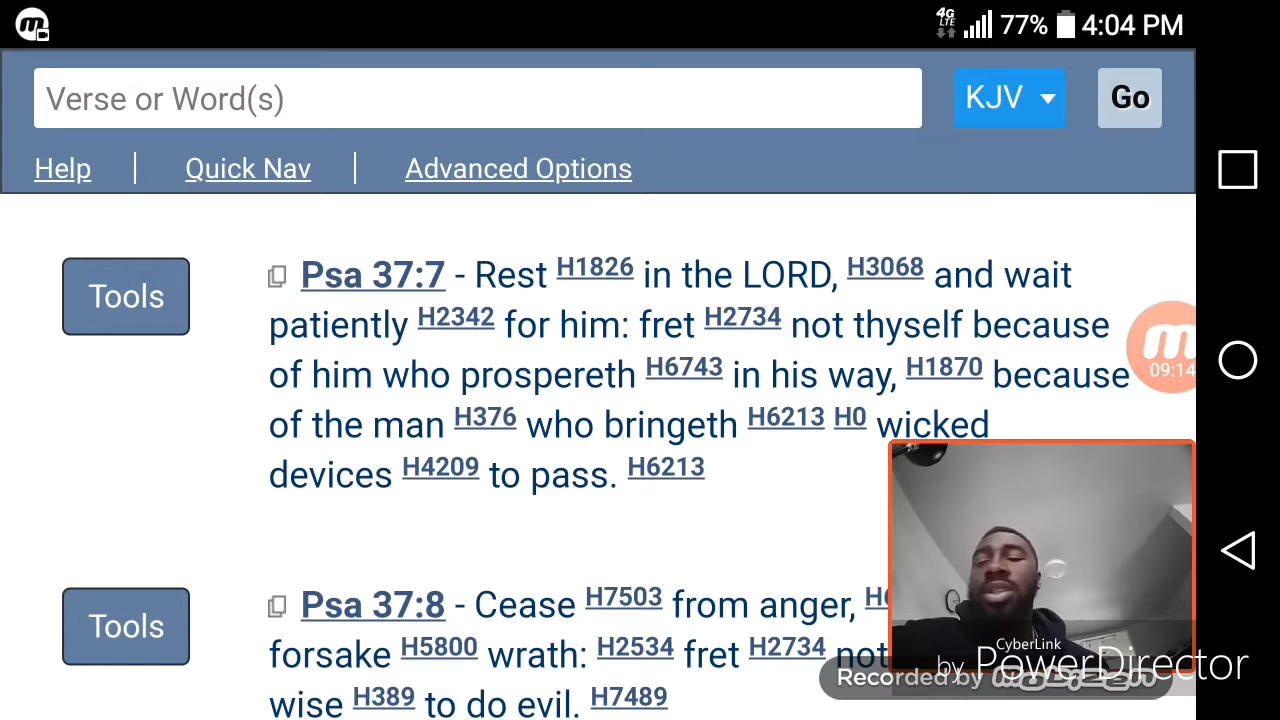 4G LTE 77% 4:04 PM
Verse or Word(s) KJV Go
Help Quick Nav Advanced Options
Tools
Psa 37:7 - Rest H1826 in the LORD, H3068 and wait
patiently H2342 for him: fret H2734 not thyself because
of him who prospereth H6743 in his way, H1870 because
of the man H376 who bringeth H6213 H0 wicked
devices H4209 to pass. H6213
09:14
Tools
Psa 37:8 - Cease H7503 from anger,
forsake H5800 wrath: H2534 fret H2734 not
wise H389 to do evil. H7489
CyberLink
by PowerDirector
Recorded by